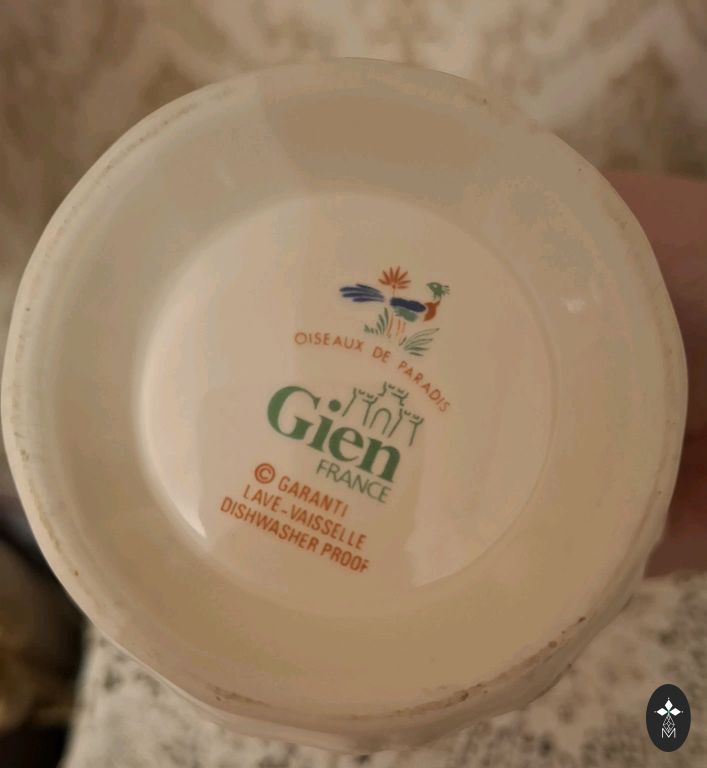 OISEAUX DE PARADIS
Gien
FRANCE
© GARANTI
LAVE-VAISSELLE
DISHWASHER PROOF
M